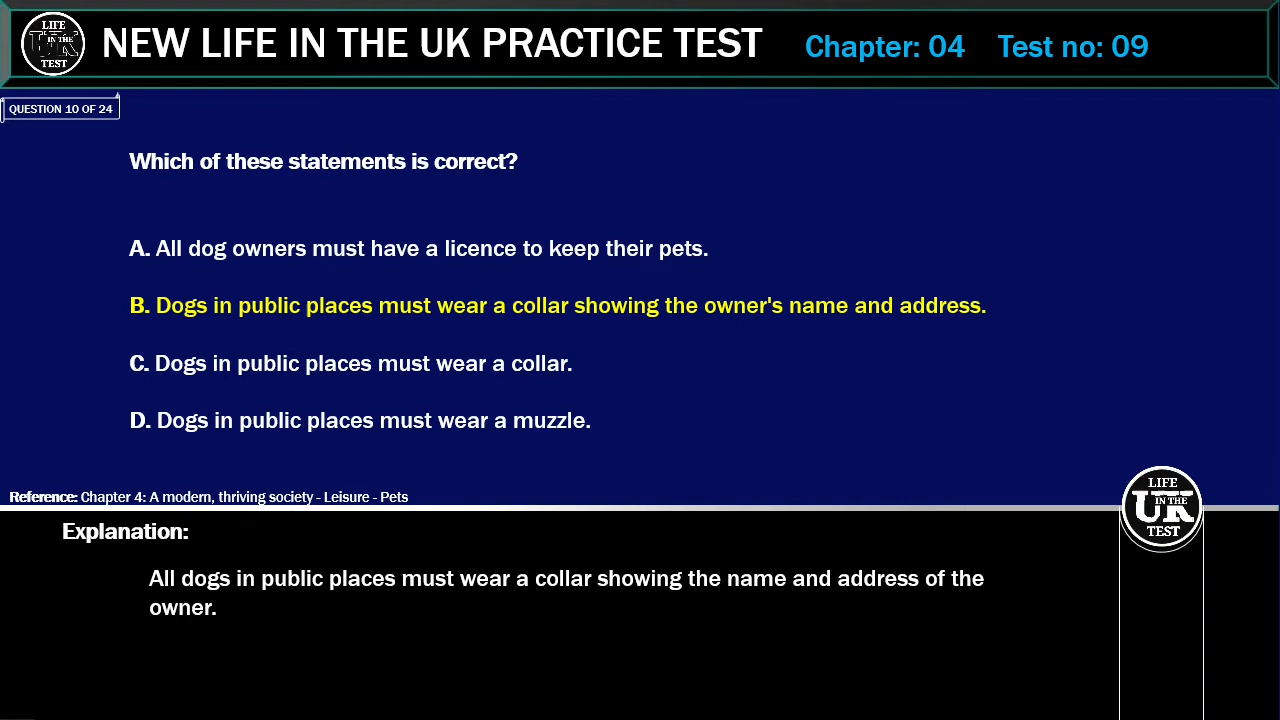 LIFE
IN THE
UK
TEST
NEW LIFE IN THE UK PRACTICE TEST
Chapter: 04
Test no: 09
QUESTION 10 OF 24
Which of these statements is correct?
A. All dog owners must have a licence to keep their pets.
B. Dogs in public places must wear a collar showing the owner's name and address.
C. Dogs in public places must wear a collar.
D. Dogs in public places must wear a muzzle.
Reference: Chapter 4: A modern, thriving society - Leisure - Pets
LIFE
IN THE
UK
TEST
Explanation:
All dogs in public places must wear a collar showing the name and address of the
owner.